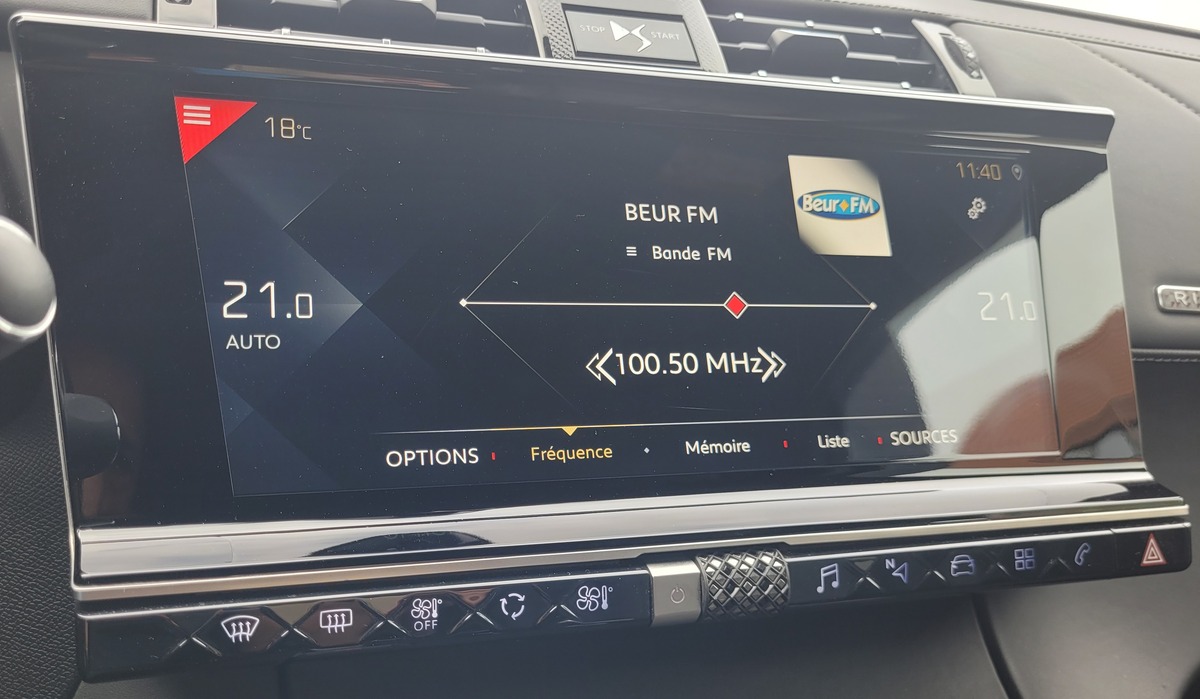 STOP DS START
18°C
11:40
BEUR FM
Beur FM
Bande FM
21.0
21.0
AUTO
100.50 MHz
OPTIONS Fréquence Mémoire Liste SOURCES
OFF
N